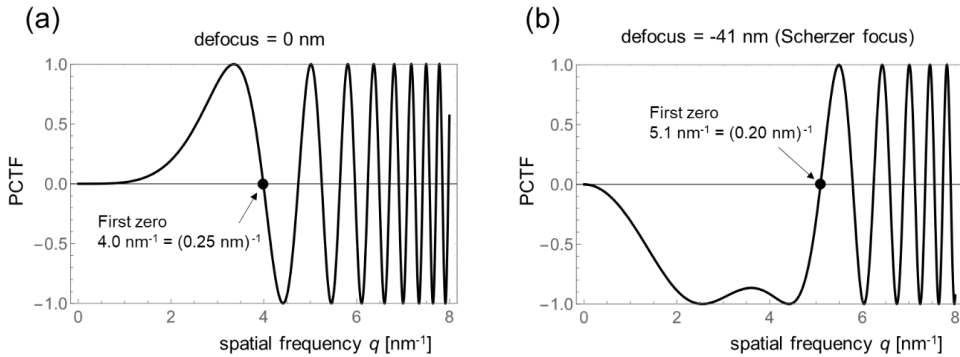 (a)
defocus = 0 nm
1.0
0.5
0.0
−0.5
−1.0
PCTF
First zero
4.0 nm⁻¹ = (0.25 nm)⁻¹
0 2 4 6 8
spatial frequency q [nm⁻¹]
(b)
defocus = -41 nm (Scherzer focus)
1.0
0.5
0.0
−0.5
−1.0
PCTF
First zero
5.1 nm⁻¹ = (0.20 nm)⁻¹
0 2 4 6 8
spatial frequency q [nm⁻¹]